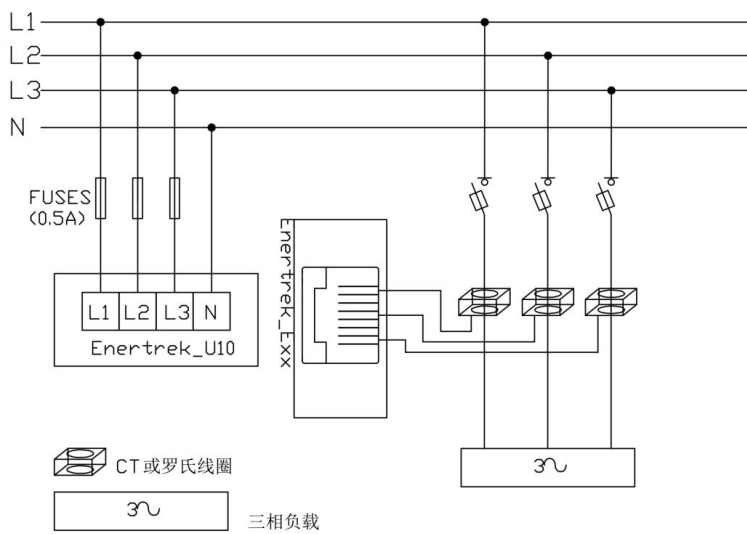 L1
L2
L3
N
FUSES
(0.5A)
Enertrek_Exx
L1 L2 L3 N
Enertrek_U10
3
CT或罗氏线圈
3
三相负载